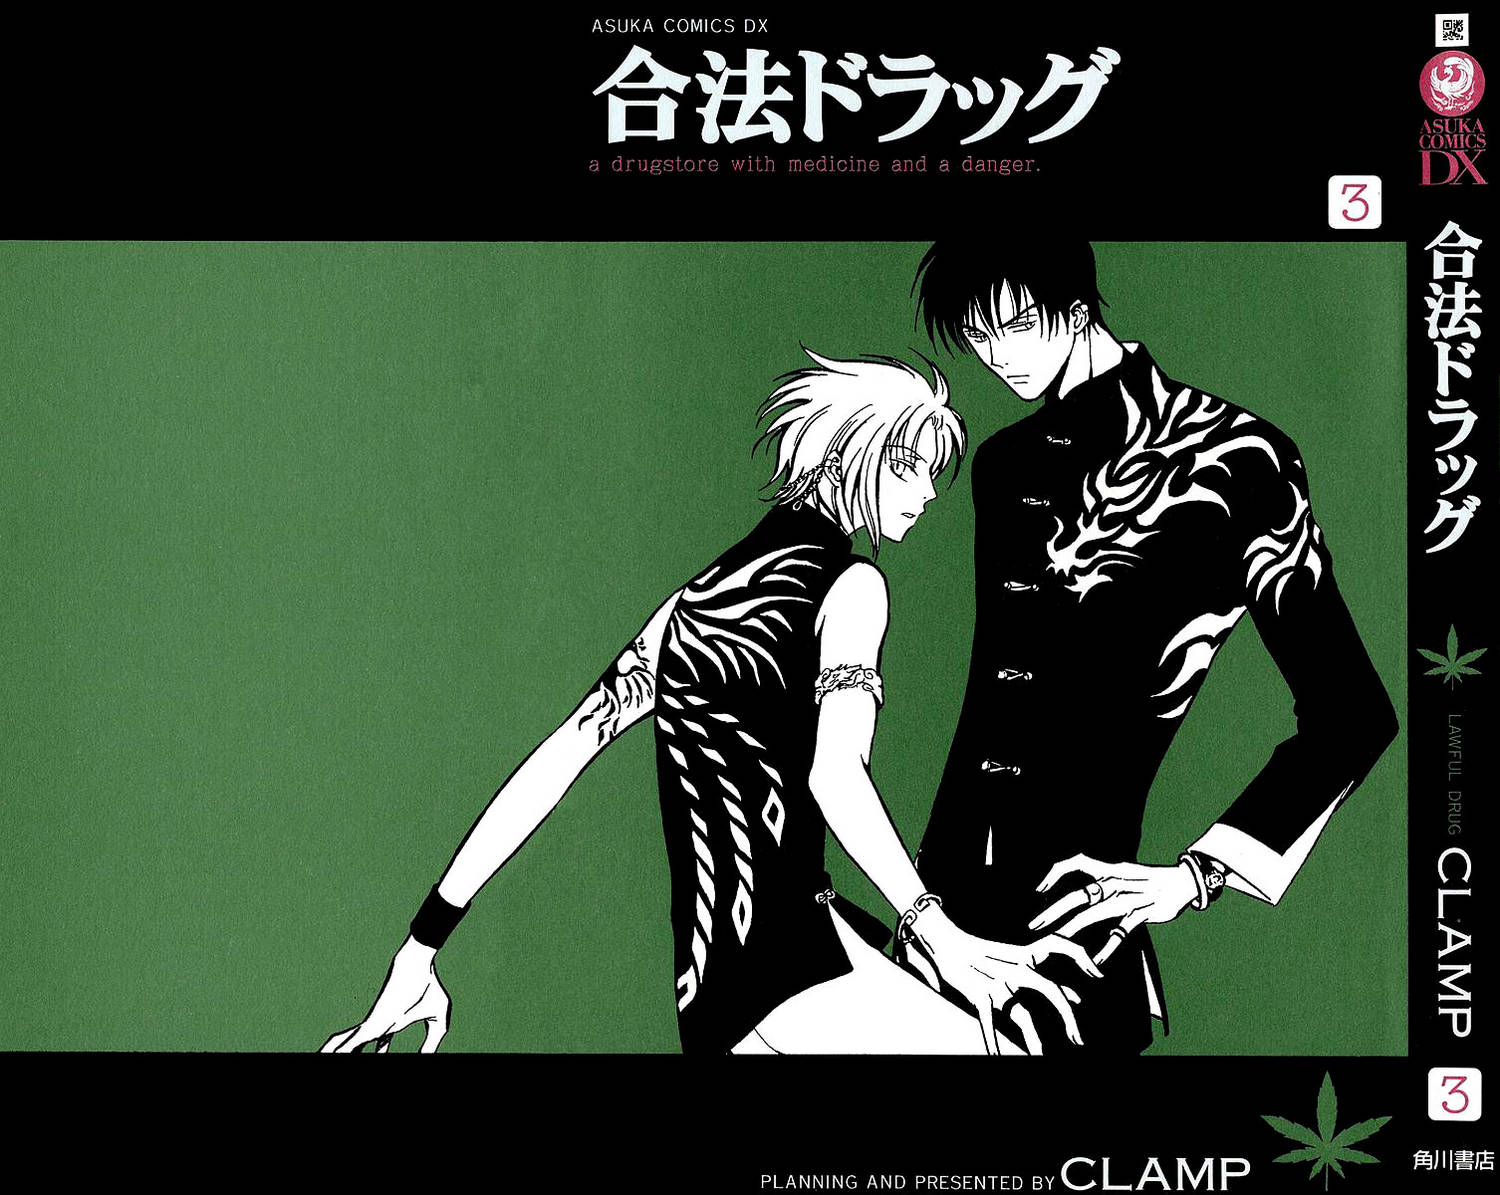 ASUKA COMICS DX
合法ドラッグ
a drugstore with medicine and a danger.
3
PLANNING AND PRESENTED BY CLAMP
ASUKA
COMICS
DX
合法ドラッグ
LAWFUL DRUG
CLAMP
3
角川書店